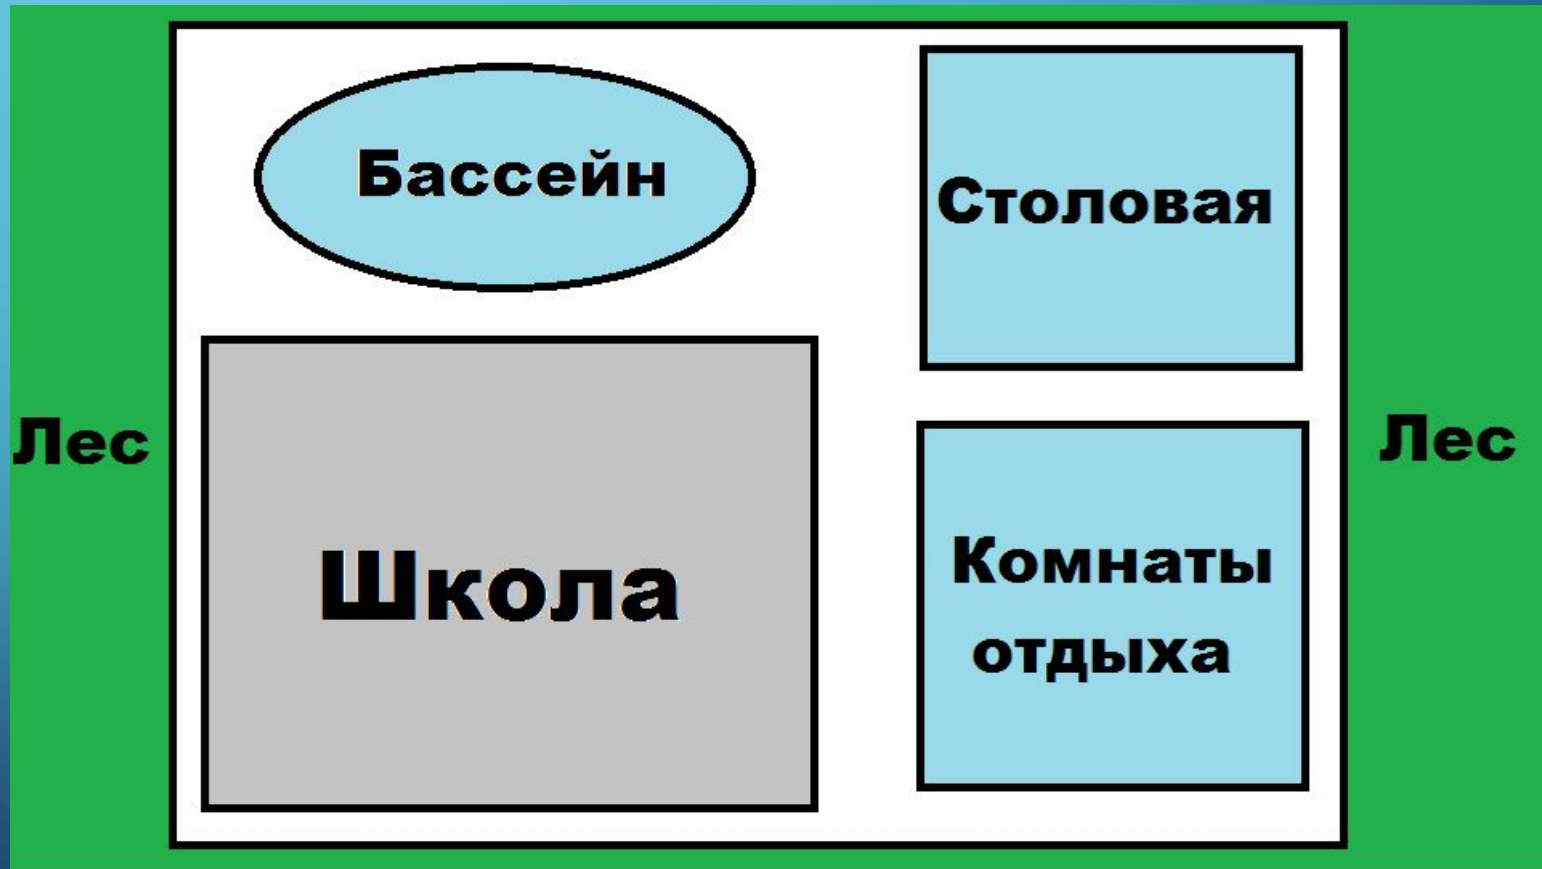 Бассейн
Столовая
Лес
Лес
Школа
Комнаты
отдыха